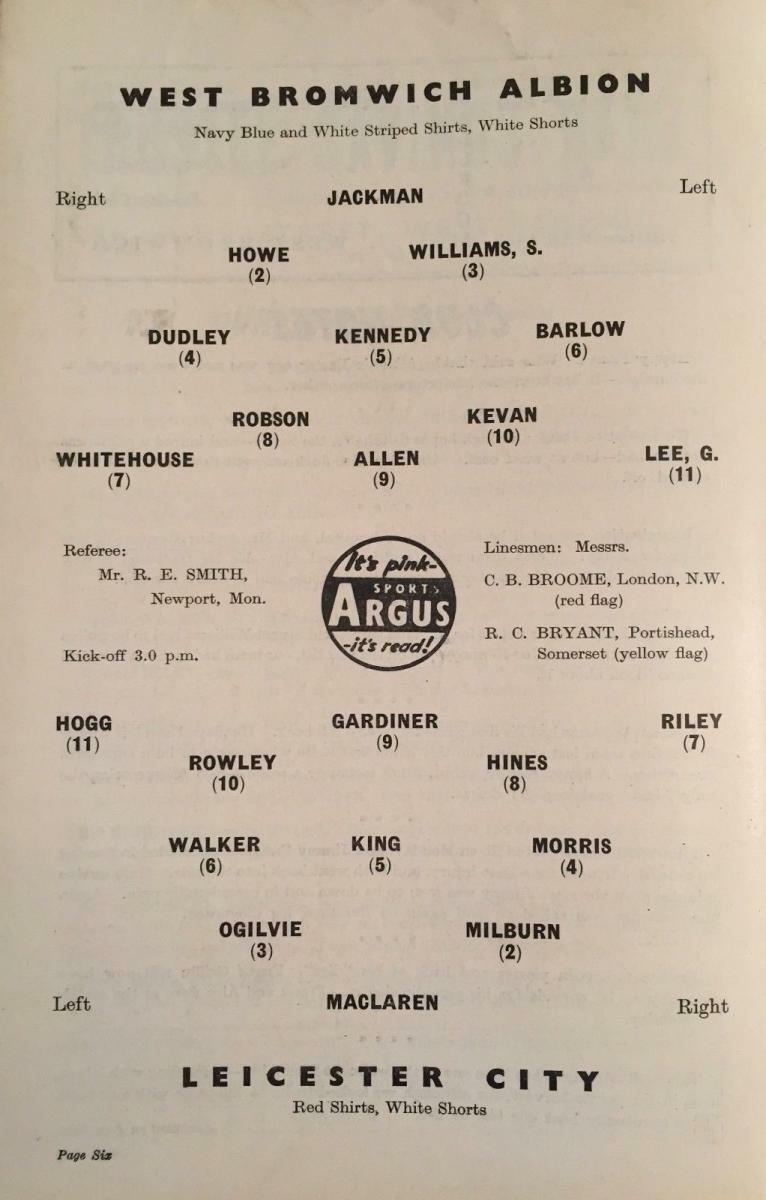 WEST BROMWICH ALBION
Navy Blue and White Striped Shirts, White Shorts
Right JACKMAN Left
HOWE WILLIAMS, S.
(2) (3)
DUDLEY KENNEDY BARLOW
(4) (5) (6)
ROBSON KEVAN
(8) (10)
WHITEHOUSE ALLEN LEE, G.
(7) (9) (11)
Referee:
Mr. R. E. SMITH,
Newport, Mon.
Kick-off 3.0 p.m.
It's pink-
SPORTS
ARGUS
-it's read!
Linesmen: Messrs.
C. B. BROOME, London, N.W.
(red flag)
R. C. BRYANT, Portishead,
Somerset (yellow flag)
HOGG GARDINER RILEY
(11) (9) (7)
ROWLEY HINES
(10) (8)
WALKER KING MORRIS
(6) (5) (4)
OGILVIE MILBURN
(3) (2)
Left MACLAREN Right
LEICESTER CITY
Red Shirts, White Shorts
Page Six